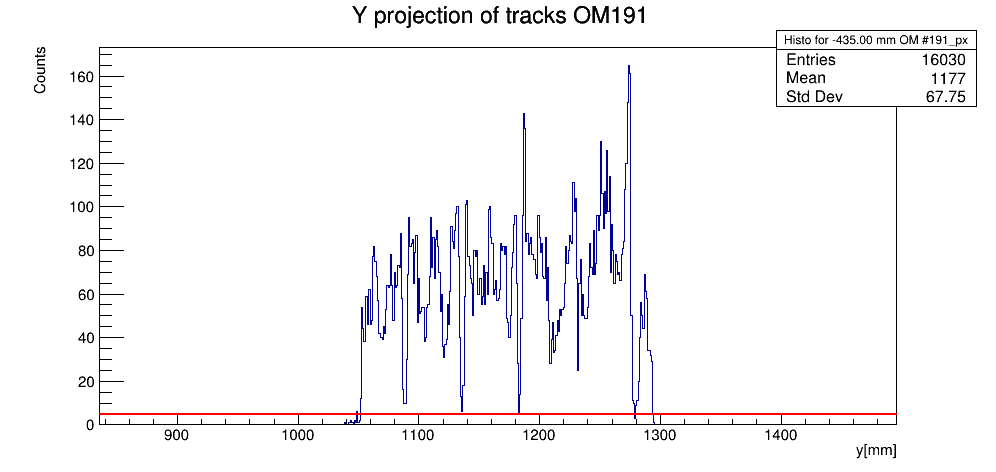 Y projection of tracks OM191
Histo for -435.00 mm OM #191_px
Entries 16030
Mean 1177
Std Dev 67.75
Counts
160
140
120
100
80
60
40
20
0
900 1000 1100 1200 1300 1400
y[mm]